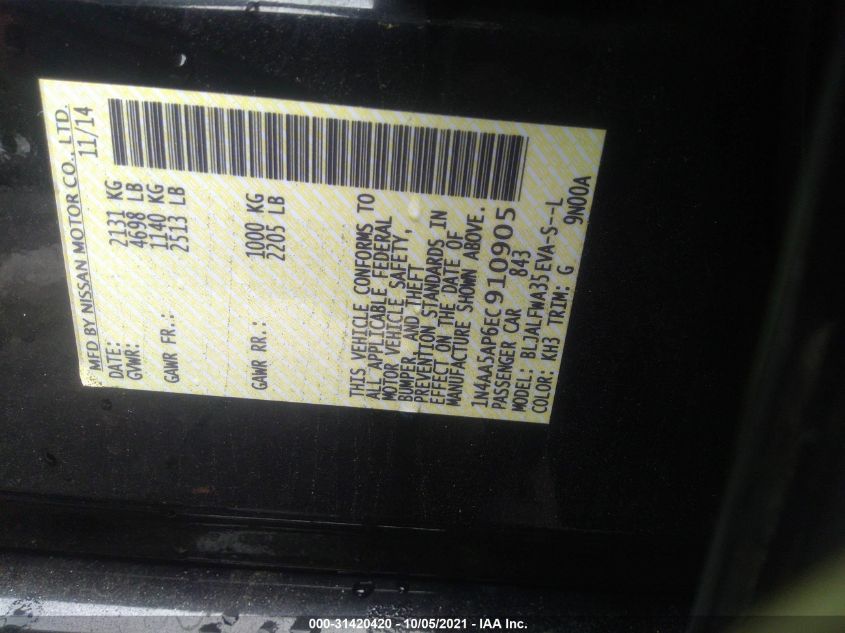 MFD BY NISSAN MOTOR CO., LTD.
DATE: 11/14
GVWR: 2131 KG
4698 LB
GAWR FR.: 1140 KG
2513 LB
GAWR RR.: 1000 KG
2205 LB
THIS VEHICLE CONFORMS TO
ALL APPLICABLE FEDERAL
MOTOR VEHICLE SAFETY,
BUMPER, AND THEFT
PREVENTION STANDARDS IN
EFFECT ON THE DATE OF
MANUFACTURE SHOWN ABOVE.
1N4AA5AP6EC910905
PASSENGER CAR 843
MODEL: BLJALFWA35EVA-S--L
COLOR: KH3 TRIM: G 9N00A
000-31420420 - 10/05/2021 - IAA Inc.